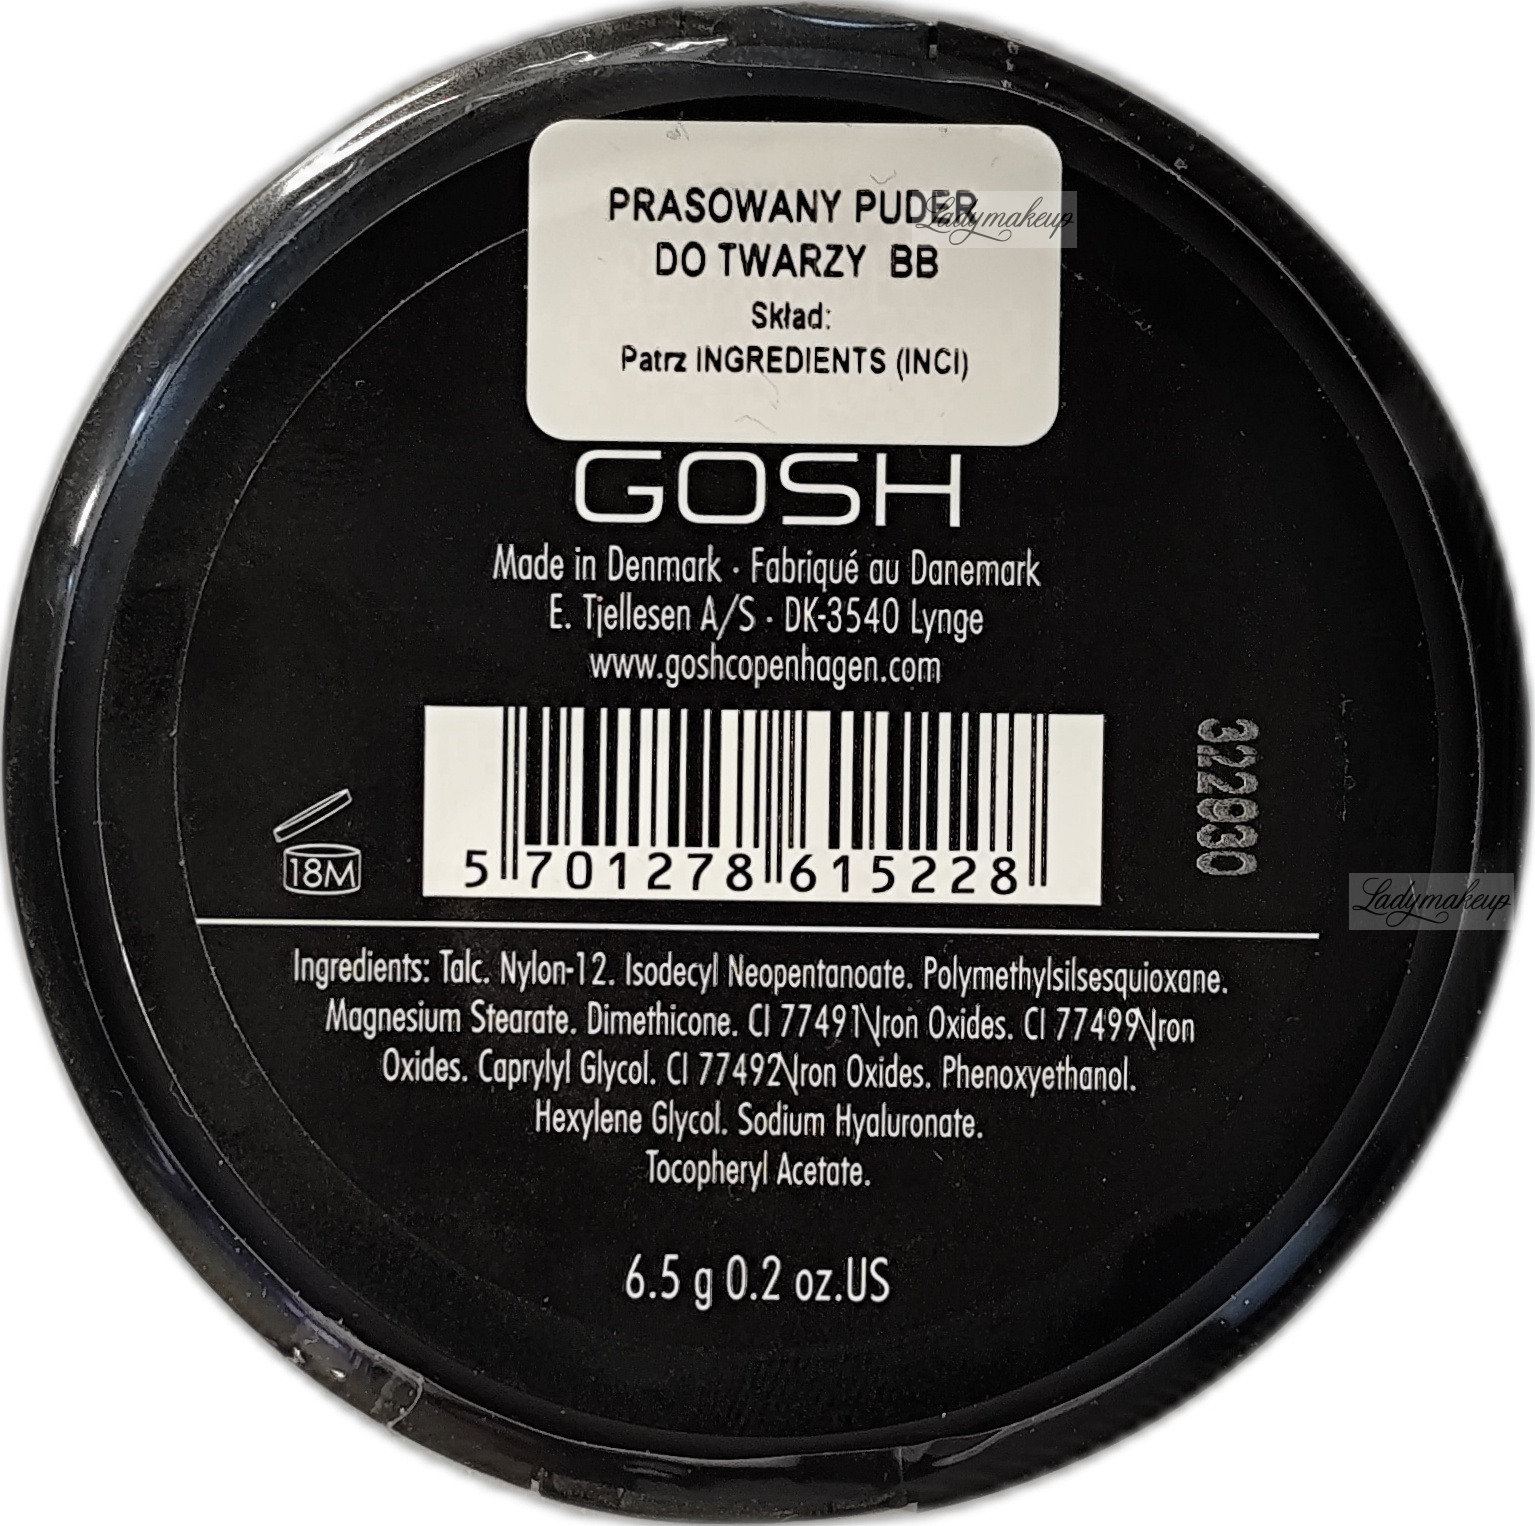 PRASOWANY PUDER
Ladymakeup
DO TWARZY BB
Skład:
Patrz INGREDIENTS (INCI)
GOSH
Made in Denmark · Fabriqué au Danemark
E. Tjellesen A/S · DK-3540 Lynge
www.goshcopenhagen.com
5 701278 615228
322930
18M
Ladymakeup
Ingredients: Talc. Nylon-12. Isodecyl Neopentanoate. Polymethylsilsesquioxane.
Magnesium Stearate. Dimethicone. CI 77491\Iron Oxides. CI 77499\Iron
Oxides. Caprylyl Glycol. CI 77492\Iron Oxides. Phenoxyethanol.
Hexylene Glycol. Sodium Hyaluronate.
Tocopheryl Acetate.
6.5 g 0.2 oz.US